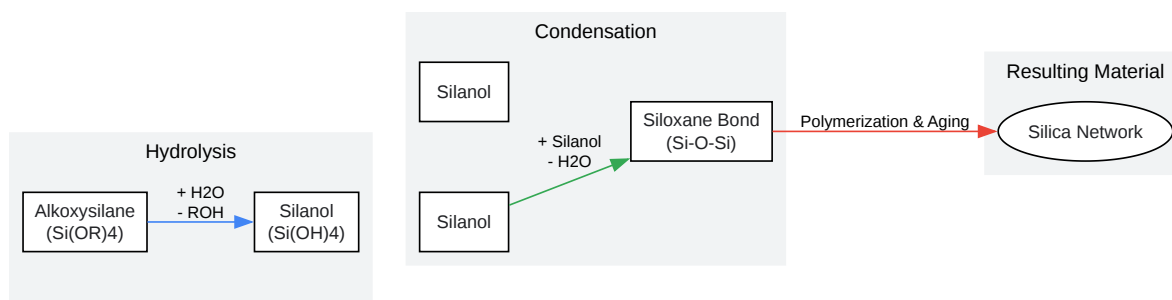 Hydrolysis
Alkoxysilane
(Si(OR)4)
+ H2O
- ROH
Silanol
(Si(OH)4)
Condensation
Silanol
Silanol
+ Silanol
- H2O
Siloxane Bond
(Si-O-Si)
Polymerization & Aging
Resulting Material
Silica Network